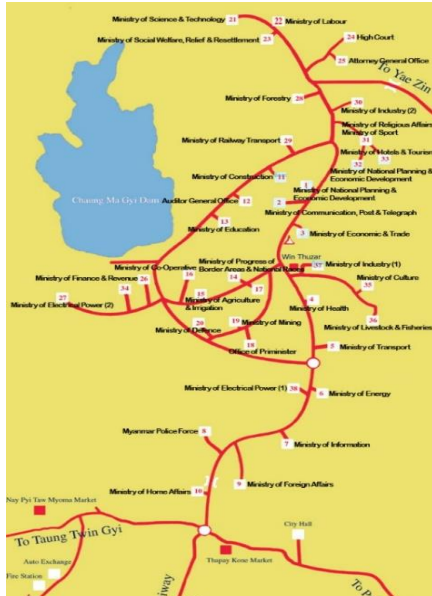 Ministry of Science & Technology
21
22
Ministry of Labour
Ministry of Social Welfare, Relief & Resettlement
23
24
High Court
25
Attorney General Office
To Yae Zin
Ministry of Forestry
28
30
Ministry of Industry (2)
Ministry of Religious Affairs
Ministry of Sport
31
Ministry of Railway Transport
29
Ministry of Hotels & Tourism
32
33
Ministry of Construction
11
Ministry of National Planning &
Economic Development
1
Ministry of National Planning &
Economic Development
Chaung Ma Gyi Dam
Auditor General Office
12
2
13
Ministry of Education
Ministry of Communication, Post & Telegraph
3
Ministry of Economic & Trade
Win Thuzar
Ministry of Co-Operative
Ministry of Progress of
Border Areas & National Races
37
Ministry of Industry (1)
Ministry of Finance & Revenue
26
16
14
17
Ministry of Culture
35
27
34
Ministry of Electrical Power (2)
15
Ministry of Agriculture
& Irrigation
4
Ministry of Health
20
Ministry of Defence
19
Ministry of Mining
36
Ministry of Livestock & Fisheries
18
Office of Priminister
5
Ministry of Transport
Ministry of Electrical Power (1)
38
6
Ministry of Energy
Myanmar Police Force
8
7
Ministry of Information
Ministry of Home Affairs
10
9
Ministry of Foreign Affairs
Nay Pyi Taw Myoma Market
To Taung Twin Gyi
City Hall
Auto Exchange
Thapay Kone Market
Fire Station